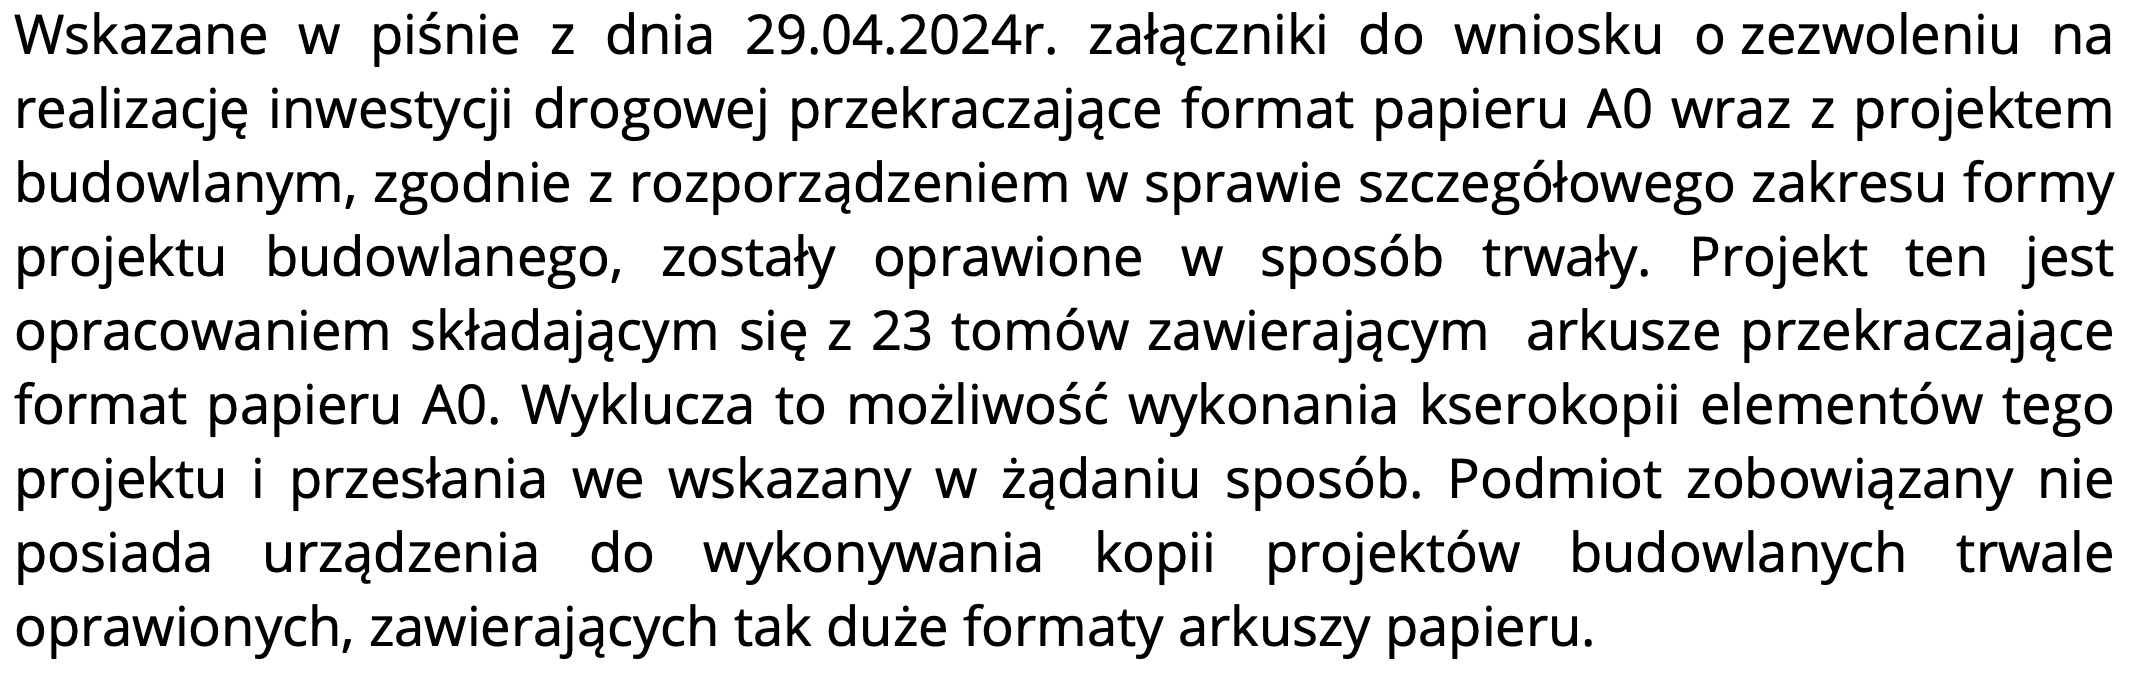 Wskazane w piśnie z dnia 29.04.2024r. załączniki do wniosku o zezwoleniu na
realizację inwestycji drogowej przekraczające format papieru A0 wraz z projektem
budowlanym, zgodnie z rozporządzeniem w sprawie szczegółowego zakresu formy
projektu budowlanego, zostały oprawione w sposób trwały. Projekt ten jest
opracowaniem składającym się z 23 tomów zawierającym  arkusze przekraczające
format papieru A0. Wyklucza to możliwość wykonania kserokopii elementów tego
projektu i przesłania we wskazany w żądaniu sposób. Podmiot zobowiązany nie
posiada urządzenia do wykonywania kopii projektów budowlanych trwale
oprawionych, zawierających tak duże formaty arkuszy papieru.